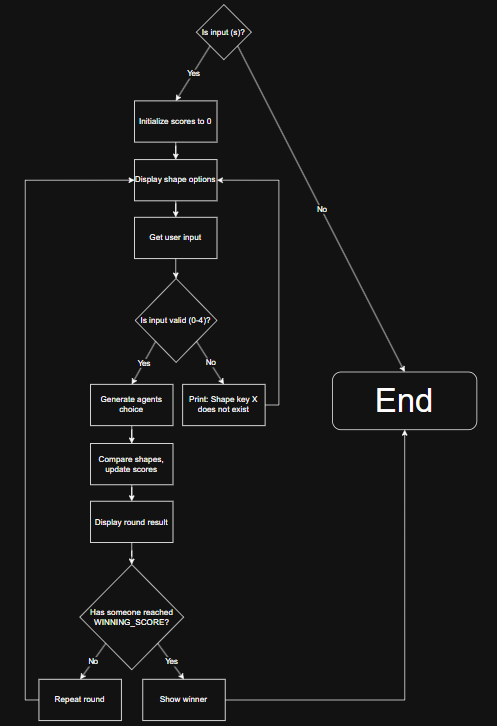 Is input (s)?
Yes
Initialize scores to 0
Display shape options
Get user input
No
Is input valid (0-4)?
Yes
No
Generate agents
choice
Print: Shape key X
does not exist
End
Compare shapes,
update scores
Display round result
Has someone reached
WINNING_SCORE?
No
Yes
Repeat round
Show winner